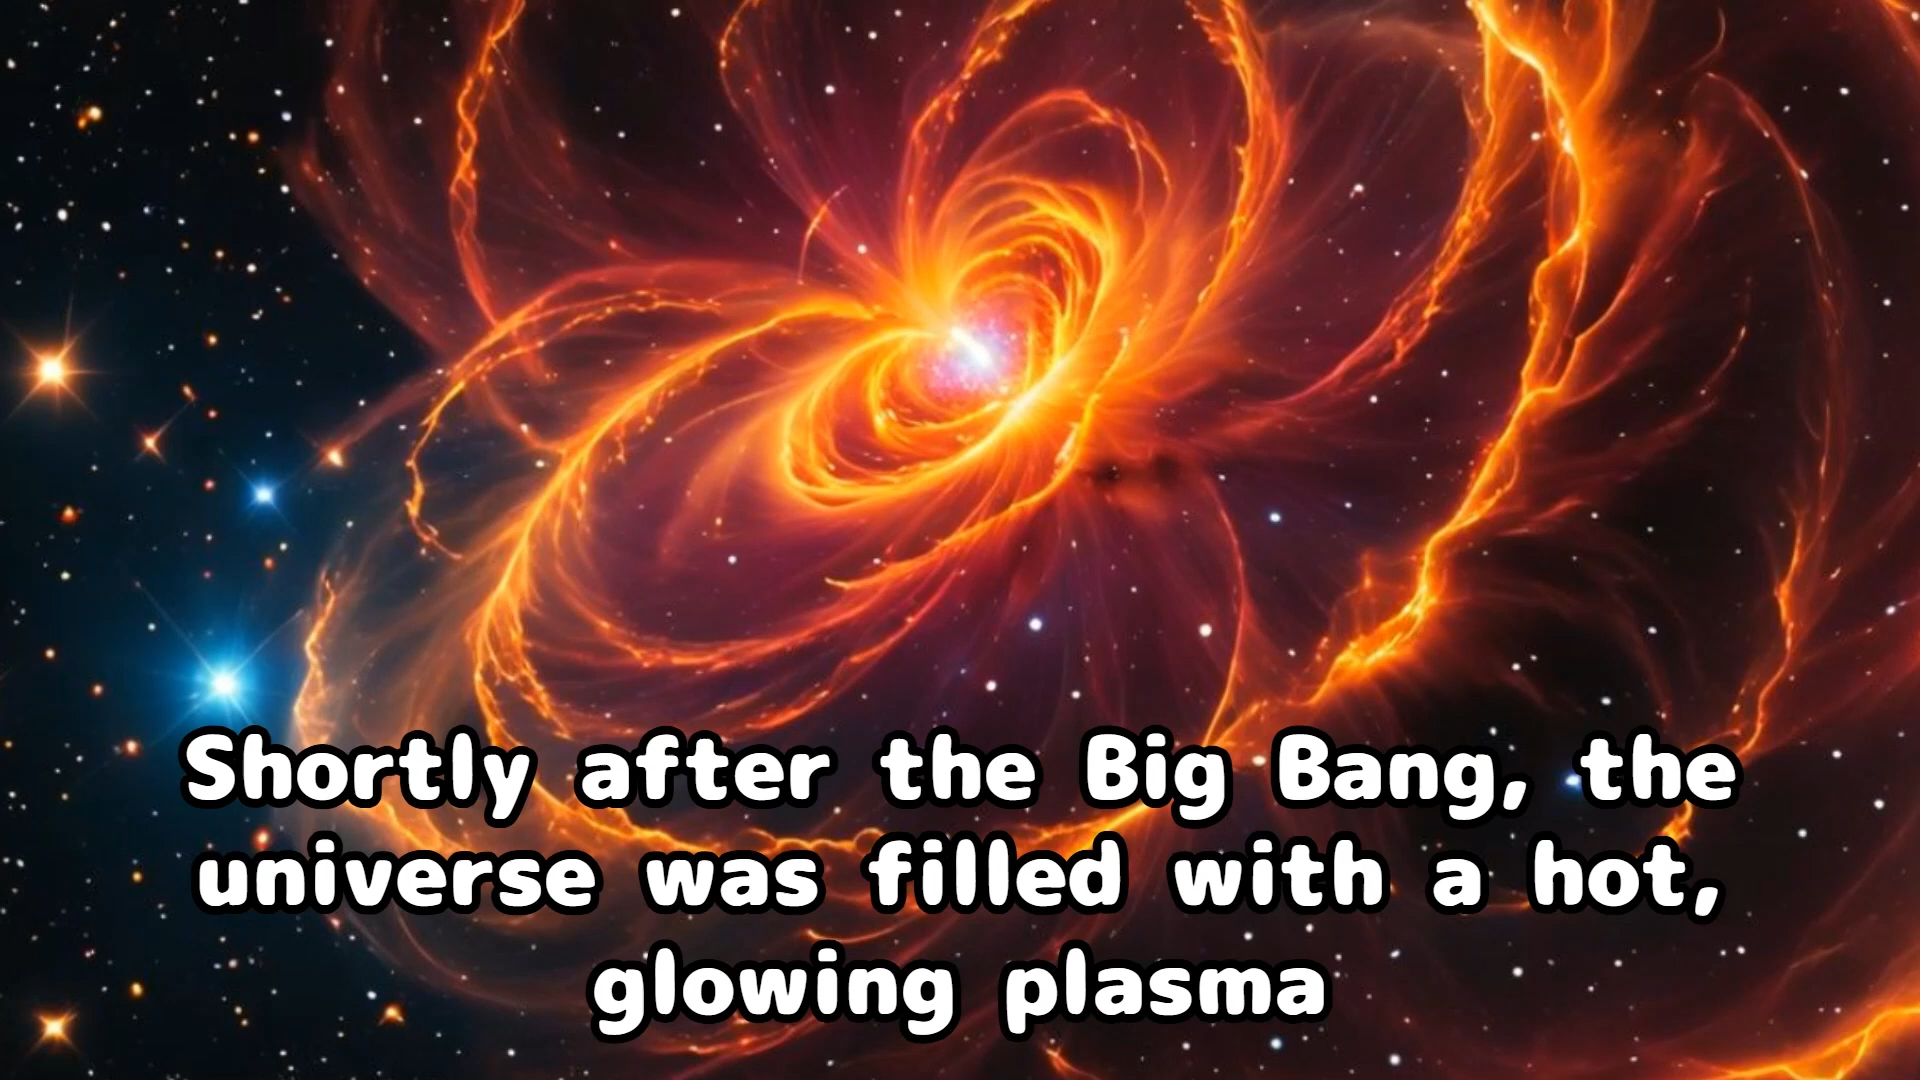 Shortly after the Big Bang, the
universe was filled with a hot,
glowing plasma